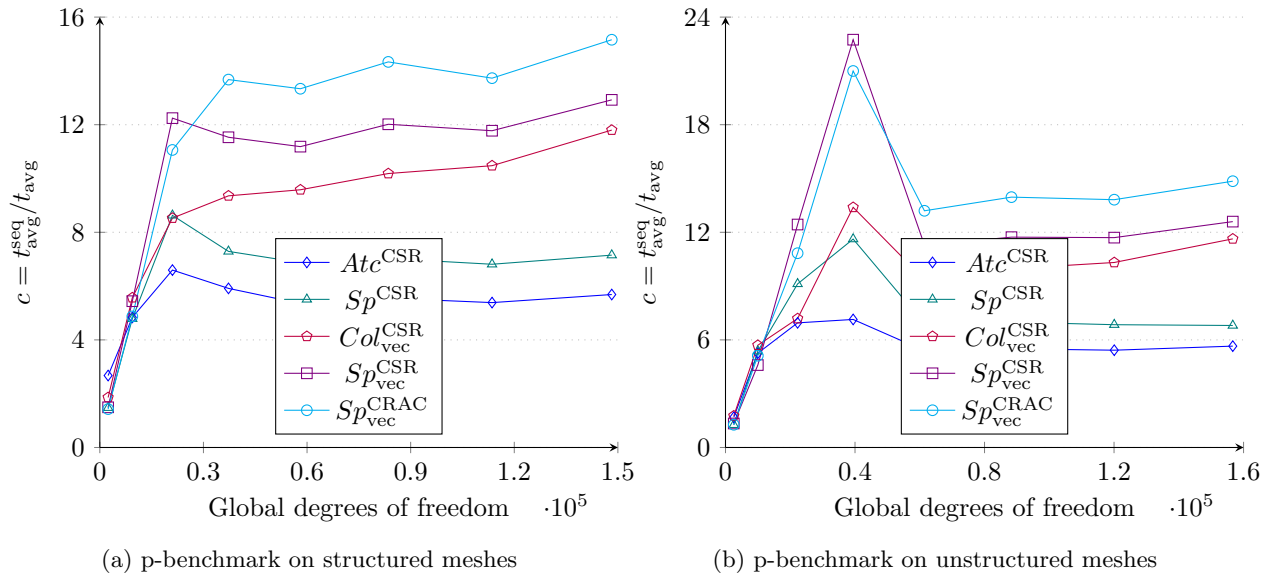 16
12
8
4
0
0
0.3
0.6
0.9
1.2
1.5
c = t_avg^seq/t_avg
Global degrees of freedom ·10^5
Atc^CSR
Sp^CSR
Col_vec^CSR
Sp_vec^CSR
Sp_vec^CRAC
(a) p-benchmark on structured meshes
24
18
12
6
0
0
0.4
0.8
1.2
1.6
c = t_avg^seq/t_avg
Global degrees of freedom ·10^5
Atc^CSR
Sp^CSR
Col_vec^CSR
Sp_vec^CSR
Sp_vec^CRAC
(b) p-benchmark on unstructured meshes